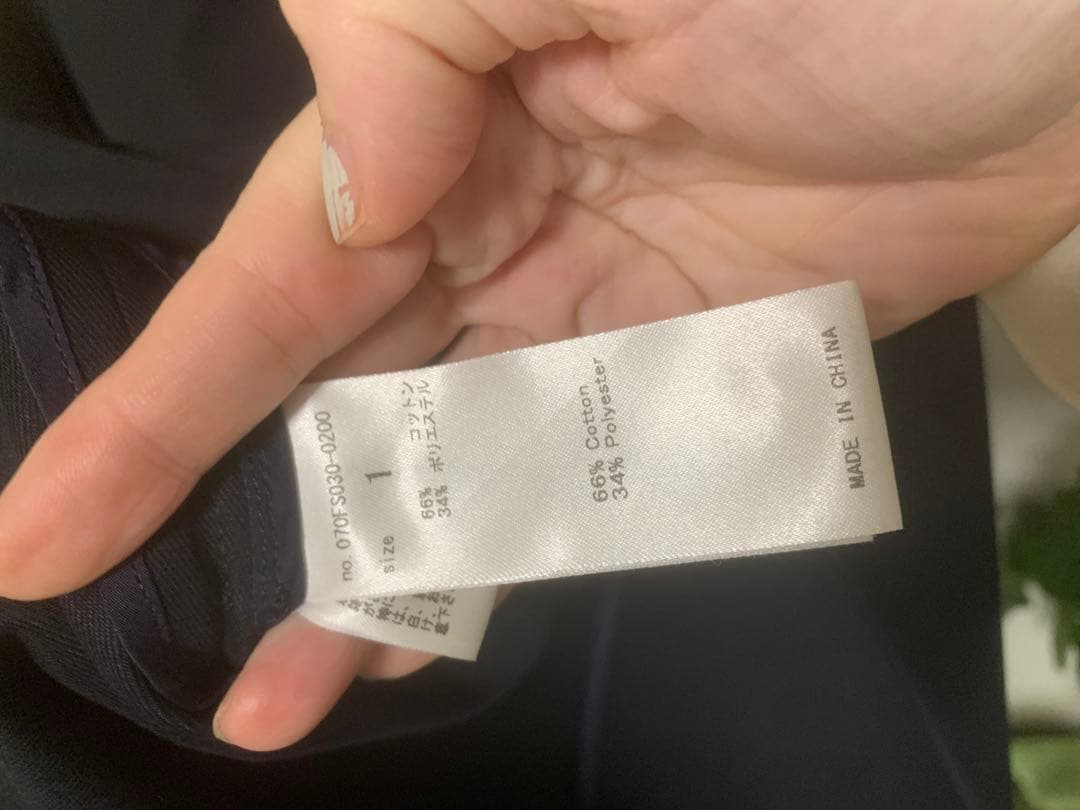 no. 070FS030-0200
size 1
66% コットン
34% ポリエステル
66% Cotton
34% Polyester
MADE IN CHINA